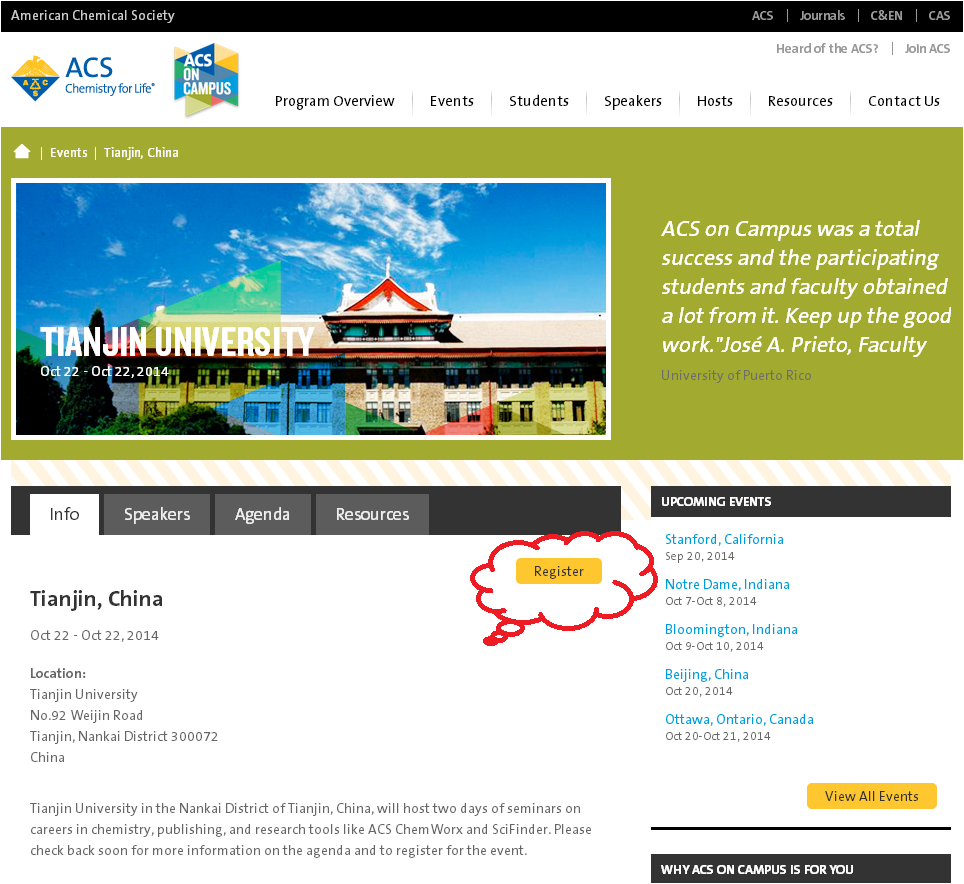 American Chemical Society
ACS | Journals | C&EN | CAS
Heard of the ACS? | Join ACS
ACS
Chemistry for Life®
A C S
ACS
ON
CAMPUS
Program Overview
Events
Students
Speakers
Hosts
Resources
Contact Us
| Events | Tianjin, China
TIANJIN UNIVERSITY
Oct 22 - Oct 22, 2014
ACS on Campus was a total
success and the participating
students and faculty obtained
a lot from it. Keep up the good
work."José A. Prieto, Faculty
University of Puerto Rico
Info
Speakers
Agenda
Resources
Register
Tianjin, China
Oct 22 - Oct 22, 2014
Location:
Tianjin University
No.92 Weijin Road
Tianjin, Nankai District 300072
China
Tianjin University in the Nankai District of Tianjin, China, will host two days of seminars on
careers in chemistry, publishing, and research tools like ACS ChemWorx and SciFinder. Please
check back soon for more information on the agenda and to register for the event.
UPCOMING EVENTS
Stanford, California
Sep 20, 2014
Notre Dame, Indiana
Oct 7-Oct 8, 2014
Bloomington, Indiana
Oct 9-Oct 10, 2014
Beijing, China
Oct 20, 2014
Ottawa, Ontario, Canada
Oct 20-Oct 21, 2014
View All Events
WHY ACS ON CAMPUS IS FOR YOU